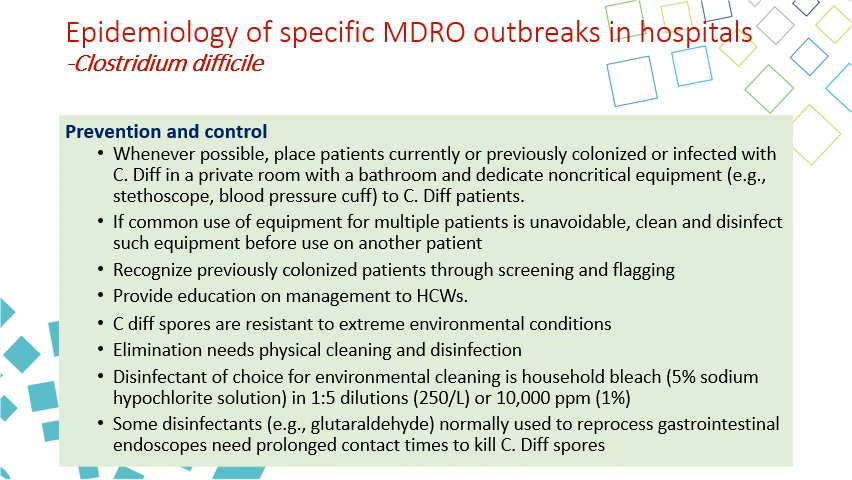 Epidemiology of specific MDRO outbreaks in hospitals
-Clostridium difficile
Prevention and control
• Whenever possible, place patients currently or previously colonized or infected with
C. Diff in a private room with a bathroom and dedicate noncritical equipment (e.g.,
stethoscope, blood pressure cuff) to C. Diff patients.
• If common use of equipment for multiple patients is unavoidable, clean and disinfect
such equipment before use on another patient
• Recognize previously colonized patients through screening and flagging
• Provide education on management to HCWs.
• C diff spores are resistant to extreme environmental conditions
• Elimination needs physical cleaning and disinfection
• Disinfectant of choice for environmental cleaning is household bleach (5% sodium
hypochlorite solution) in 1:5 dilutions (250/L) or 10,000 ppm (1%)
• Some disinfectants (e.g., glutaraldehyde) normally used to reprocess gastrointestinal
endoscopes need prolonged contact times to kill C. Diff spores